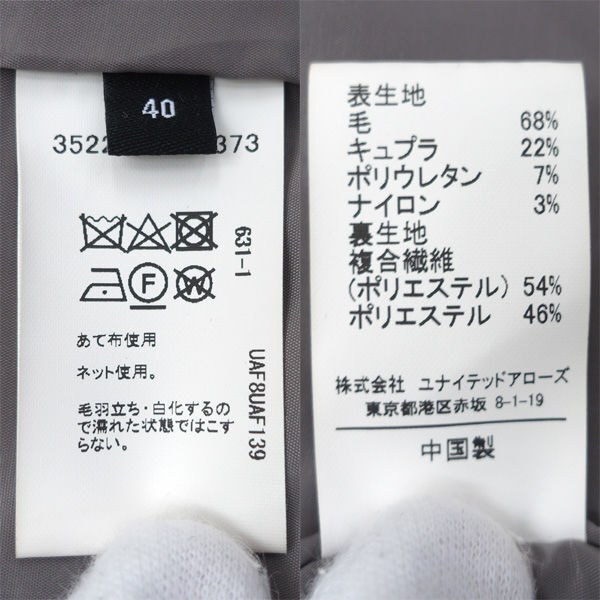 40
3522 373
631-1
F W
あて布使用
ネット使用。
毛羽立ち・白化するの
で濡れた状態ではこす
らない。
UAF8UAF139
表生地
毛 68%
キュプラ 22%
ポリウレタン 7%
ナイロン 3%
裏生地
複合繊維
(ポリエステル) 54%
ポリエステル 46%
株式会社 ユナイテッドアローズ
東京都港区赤坂 8-1-19
中国製